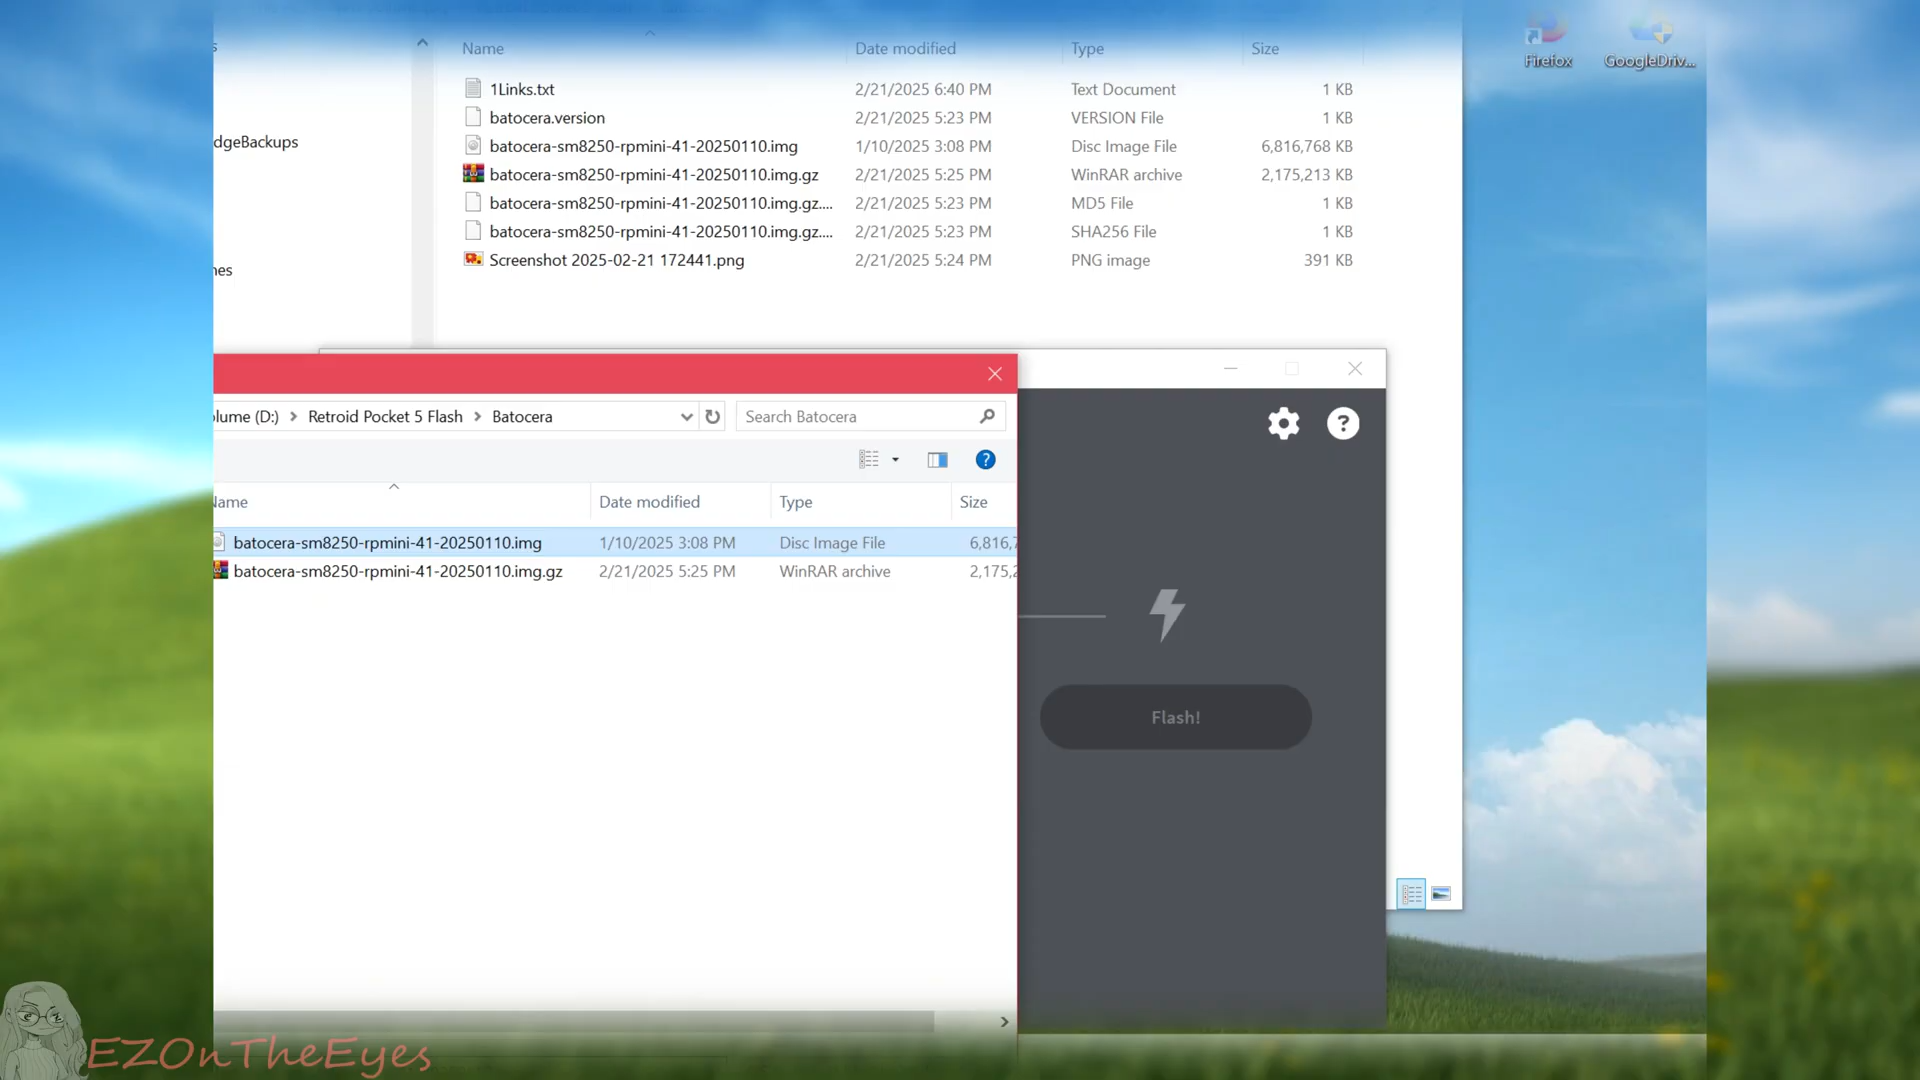 Name Date modified Type Size
1Links.txt 2/21/2025 6:40 PM Text Document 1 KB
batocera.version 2/21/2025 5:23 PM VERSION File 1 KB
batocera-sm8250-rpmini-41-20250110.img 1/10/2025 3:08 PM Disc Image File 6,816,768 KB
batocera-sm8250-rpmini-41-20250110.img.gz 2/21/2025 5:25 PM WinRAR archive 2,175,213 KB
batocera-sm8250-rpmini-41-20250110.img.gz.... 2/21/2025 5:23 PM MD5 File 1 KB
batocera-sm8250-rpmini-41-20250110.img.gz.... 2/21/2025 5:23 PM SHA256 File 1 KB
Screenshot 2025-02-21 172441.png 2/21/2025 5:24 PM PNG image 391 KB
dgeBackups
nes
Firefox
GoogleDriv...
olume (D:) > Retroid Pocket 5 Flash > Batocera
Search Batocera
Name Date modified Type Size
batocera-sm8250-rpmini-41-20250110.img 1/10/2025 3:08 PM Disc Image File 6,816,7
batocera-sm8250-rpmini-41-20250110.img.gz 2/21/2025 5:25 PM WinRAR archive 2,175,2
Flash!
EZOnTheEyes